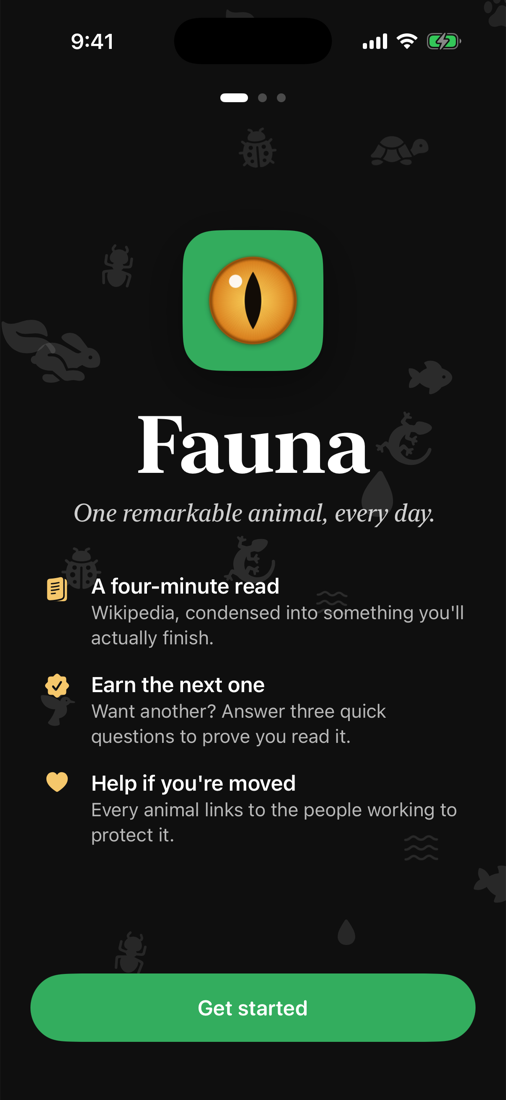 9:41
Fauna
One remarkable animal, every day.
A four-minute read
Wikipedia, condensed into something you'll
actually finish.
Earn the next one
Want another? Answer three quick
questions to prove you read it.
Help if you're moved
Every animal links to the people working to
protect it.
Get started